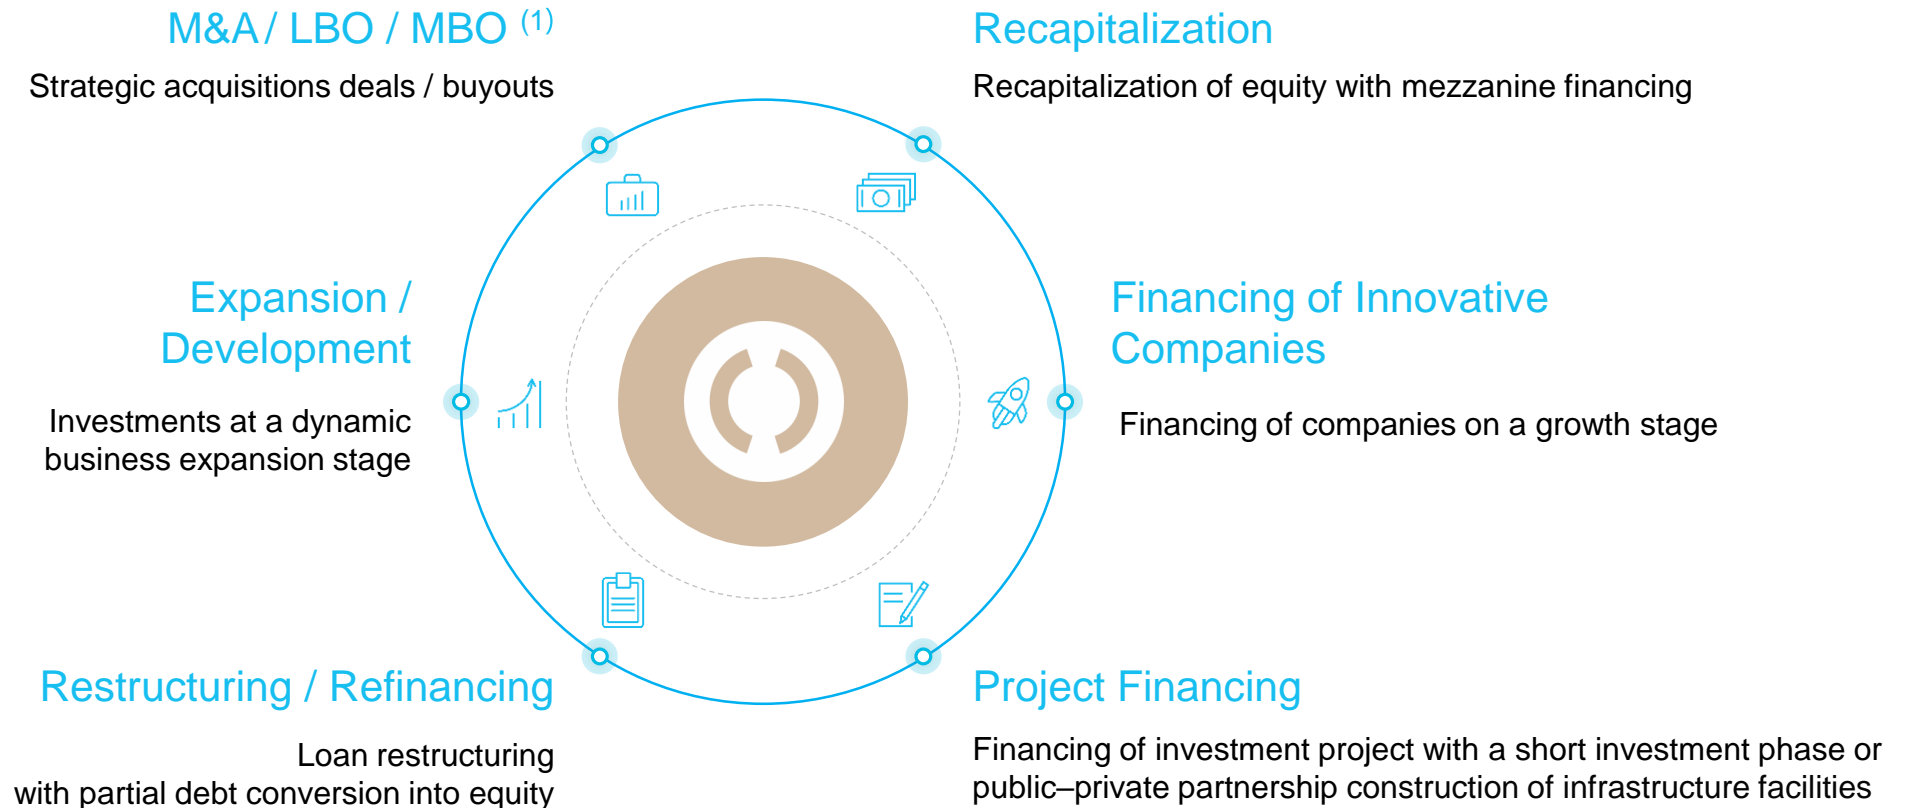 M&A / LBO / MBO (1)
Strategic acquisitions deals / buyouts
Recapitalization
Recapitalization of equity with mezzanine financing
Expansion /
Development
Investments at a dynamic
business expansion stage
Financing of Innovative
Companies
Financing of companies on a growth stage
Restructuring / Refinancing
Loan restructuring
with partial debt conversion into equity
Project Financing
Financing of investment project with a short investment phase or
public–private partnership construction of infrastructure facilities